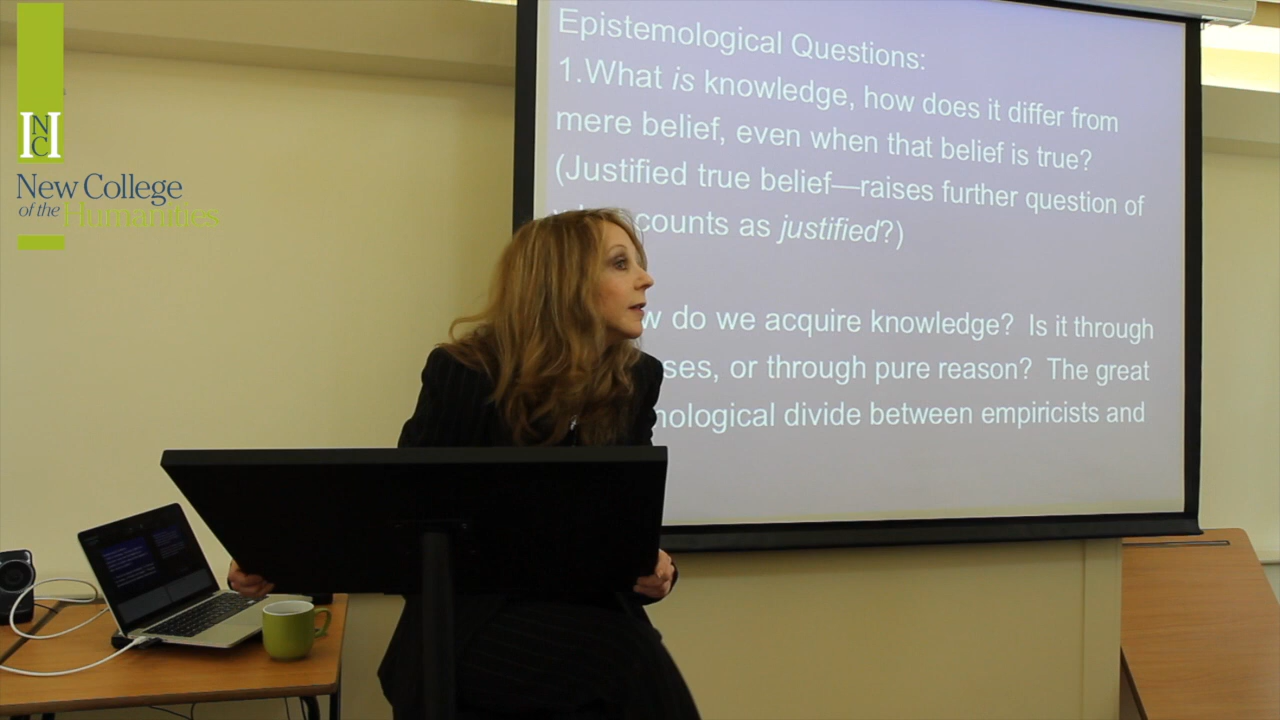 NCH
New College
of the Humanities
Epistemological Questions:
1.What is knowledge, how does it differ from
mere belief, even when that belief is true?
(Justified true belief—raises further question of
counts as justified?)
do we acquire knowledge? Is it through
or through pure reason? The great
divide between empiricists and